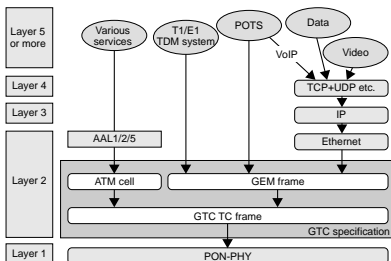 Layer 5
or more
Various
services
T1/E1
TDM system
POTS
Data
Video
VoIP
Layer 4
TCP+UDP etc.
Layer 3
IP
AAL1/2/5
Ethernet
Layer 2
ATM cell
GEM frame
GTC TC frame
GTC specification
Layer 1
PON-PHY